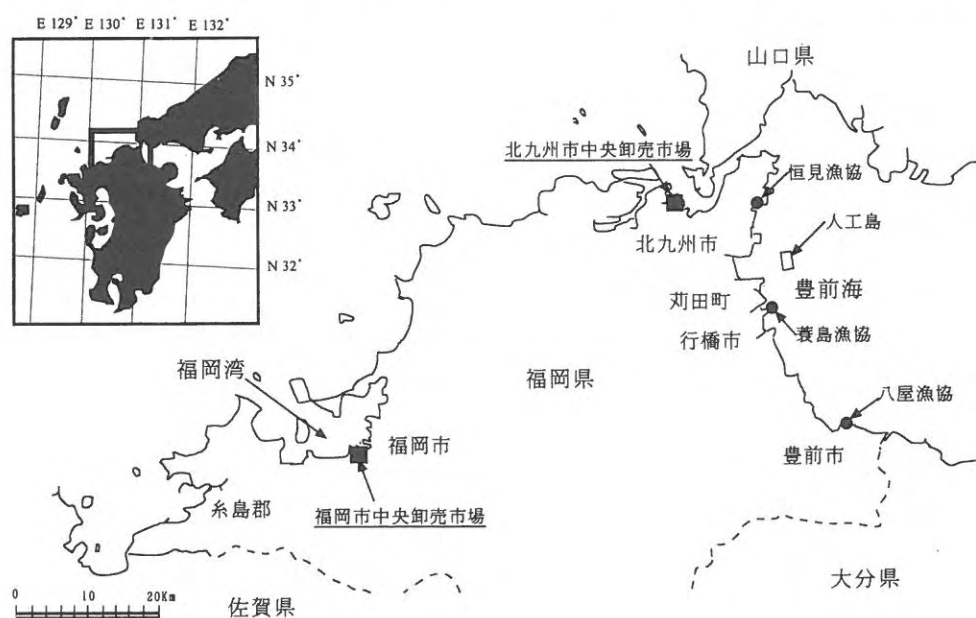 E 129° E 130° E 131° E 132°
N 35°
N 34°
N 33°
N 32°
山口県
北九州市中央卸売市場
恒見漁協
人工島
北九州市
豊前海
苅田町
行橋市
蓑島漁協
福岡湾
福岡県
八屋漁協
福岡市
豊前市
糸島郡
福岡市中央卸売市場
大分県
佐賀県
0 10 20Km